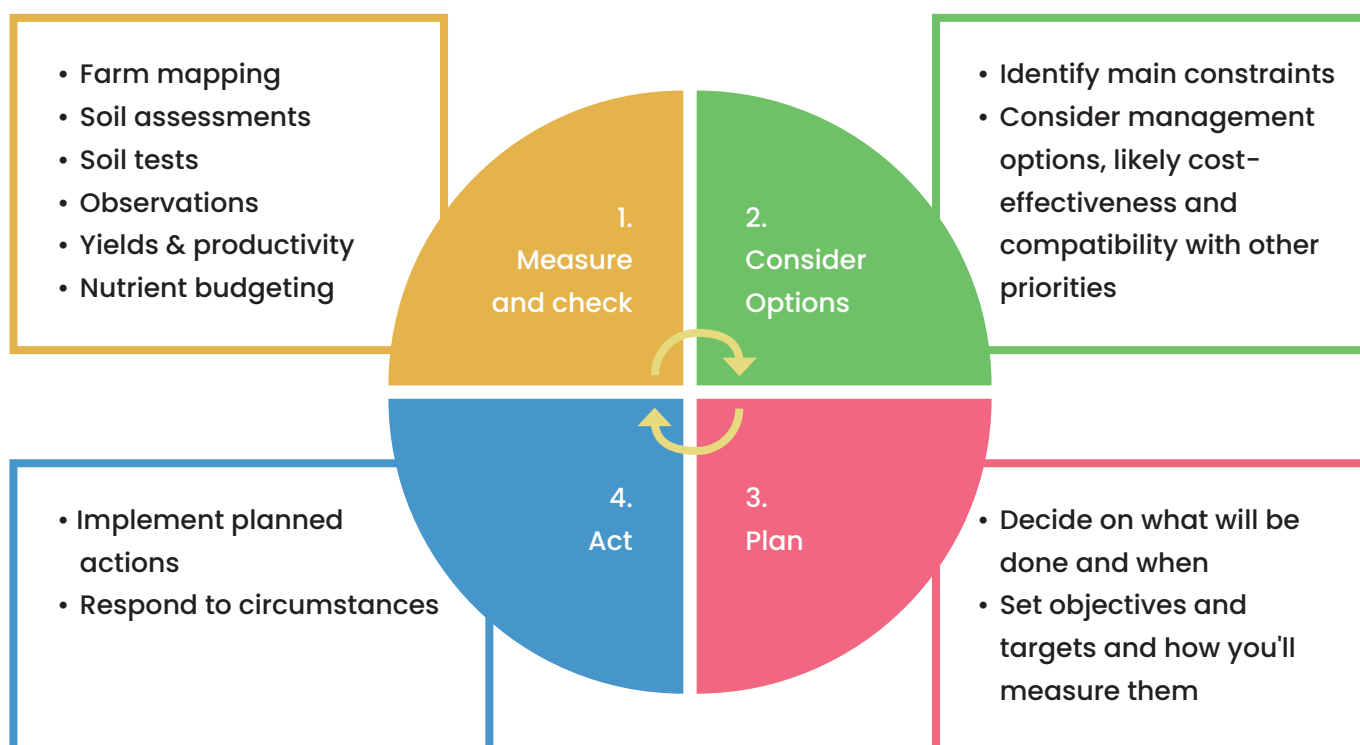 • Farm mapping
• Soil assessments
• Soil tests
• Observations
• Yields & productivity
• Nutrient budgeting
1.
Measure
and check
2.
Consider
Options
• Identify main constraints
• Consider management
options, likely cost-
effectiveness and
compatibility with other
priorities
3.
Plan
• Decide on what will be
done and when
• Set objectives and
targets and how you'll
measure them
4.
Act
• Implement planned
actions
• Respond to circumstances